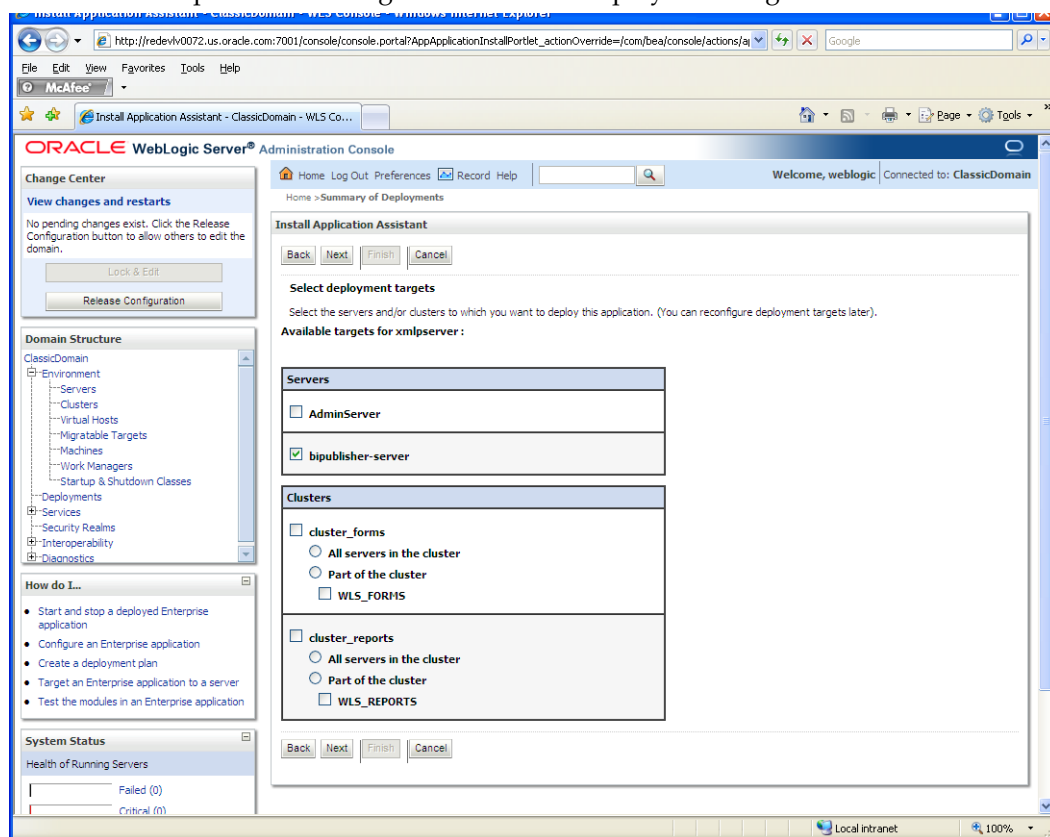 Install Application Assistant - ClassicDomain - WLS Console - Windows Internet Explorer
http://redevlv0072.us.oracle.com:7001/console/console.portal?AppApplicationInstallPortlet_actionOverride=/com/bea/console/actions/a
Google
File Edit View Favorites Tools Help
McAfee
Install Application Assistant - ClassicDomain - WLS Co...
Page Tools
ORACLE WebLogic Server® Administration Console
Change Center
View changes and restarts
No pending changes exist. Click the Release
Configuration button to allow others to edit the
domain.
Lock & Edit
Release Configuration
Domain Structure
ClassicDomain
Environment
Servers
Clusters
Virtual Hosts
Migratable Targets
Machines
Work Managers
Startup & Shutdown Classes
Deployments
Services
Security Realms
Interoperability
Diagnostics
How do I...
Start and stop a deployed Enterprise
application
Configure an Enterprise application
Create a deployment plan
Target an Enterprise application to a server
Test the modules in an Enterprise application
System Status
Health of Running Servers
Failed (0)
Critical (0)
Home Log Out Preferences Record Help
Welcome, weblogic Connected to: ClassicDomain
Home >Summary of Deployments
Install Application Assistant
Back Next Finish Cancel
Select deployment targets
Select the servers and/or clusters to which you want to deploy this application. (You can reconfigure deployment targets later).
Available targets for xmlpserver :
Servers
AdminServer
bipublisher-server
Clusters
cluster_forms
All servers in the cluster
Part of the cluster
WLS_FORMS
cluster_reports
All servers in the cluster
Part of the cluster
WLS_REPORTS
Back Next Finish Cancel
Local intranet
100%